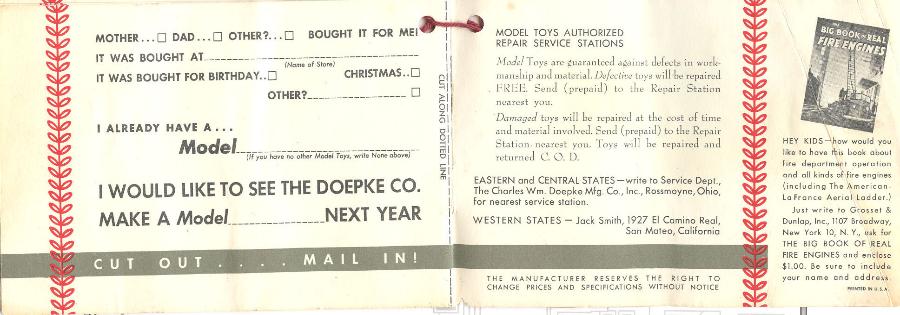 MOTHER...☐ DAD...☐ OTHER?...☐ BOUGHT IT FOR ME!
IT WAS BOUGHT AT
(Name of Store)
IT WAS BOUGHT FOR BIRTHDAY..☐ CHRISTMAS..☐
OTHER? ☐
I ALREADY HAVE A...
Model
(If you have no other Model Toys, write None above)
I WOULD LIKE TO SEE THE DOEPKE CO.
MAKE A Model NEXT YEAR
CUT OUT..... MAIL IN!
CUT ALONG DOTTED LINE
MODEL TOYS AUTHORIZED
REPAIR SERVICE STATIONS
Model Toys are guaranteed against defects in work-
manship and material. Defective toys will be repaired
FREE. Send (prepaid) to the Repair Station
nearest you.
Damaged toys will be repaired at the cost of time
and material involved. Send (prepaid) to the Repair
Station nearest you. Toys will be repaired and
returned C. O. D.
EASTERN and CENTRAL STATES—write to Service Dept.,
The Charles Wm. Doepke Mfg. Co., Inc., Rossmoyne, Ohio,
for nearest service station.
WESTERN STATES — Jack Smith, 1927 El Camino Real,
San Mateo, California
THE MANUFACTURER RESERVES THE RIGHT TO
CHANGE PRICES AND SPECIFICATIONS WITHOUT NOTICE
THE
BIG BOOK OF REAL
FIRE ENGINES
HEY KIDS—how would you
like to have this book about
fire department operation
and all kinds of fire engines
(including The American-
LaFrance Aerial Ladder.)
Just write to Grosset &
Dunlap, Inc., 1107 Broadway,
New York 10, N. Y., ask for
THE BIG BOOK OF REAL
FIRE ENGINES and enclose
$1.00. Be sure to include
your name and address.
PRINTED IN U.S.A.